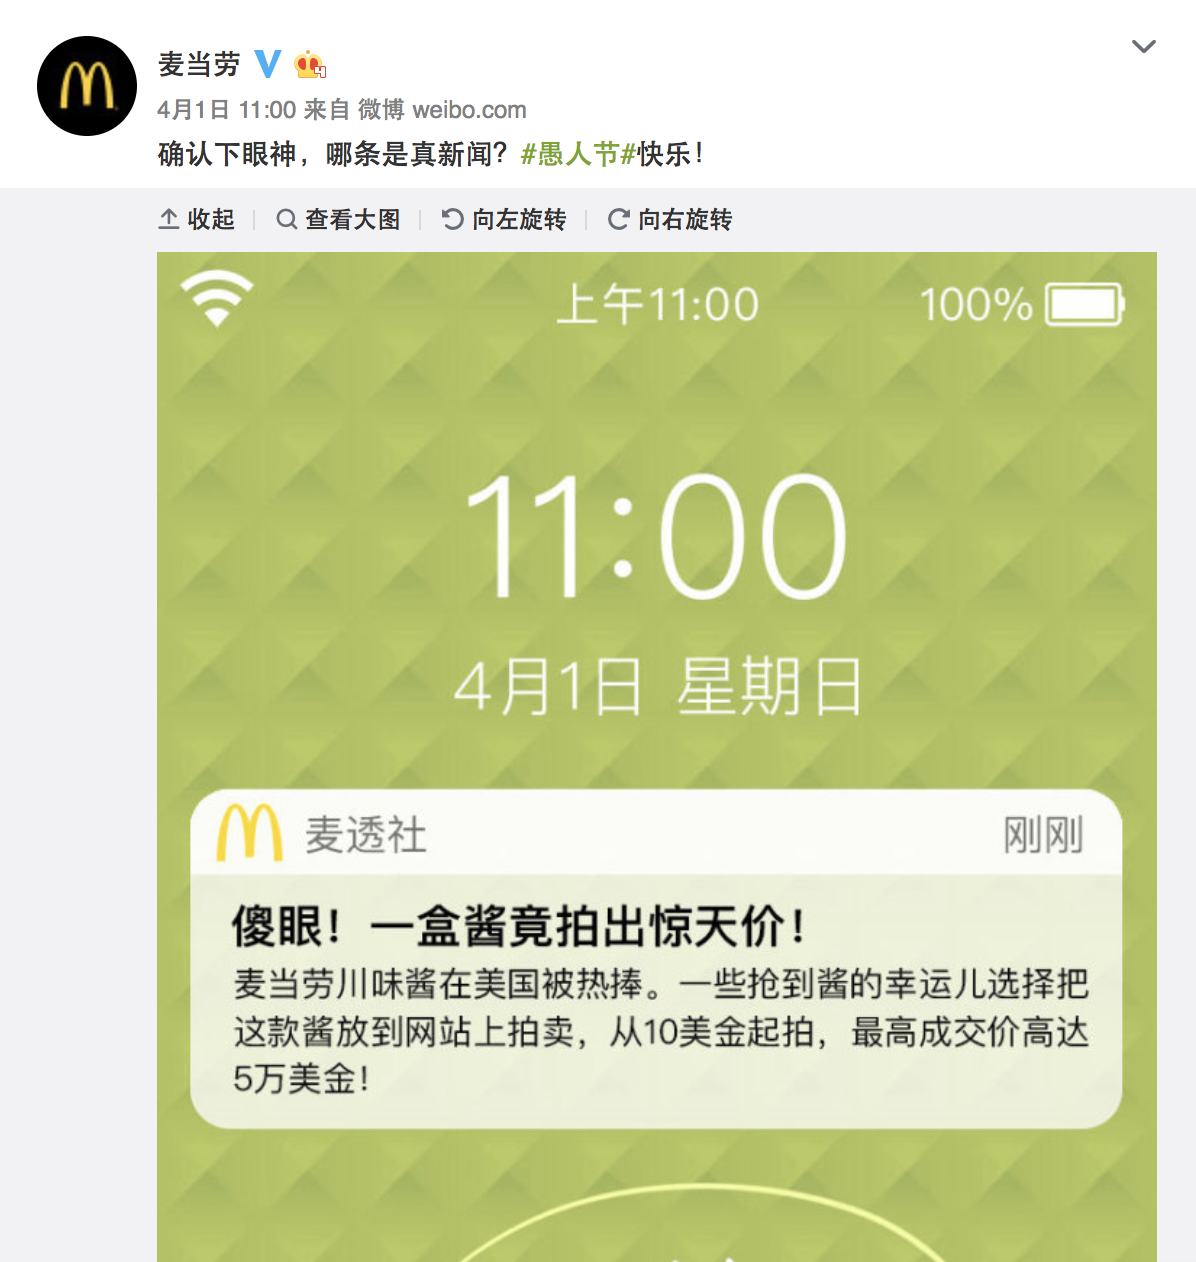 麦当劳
4月1日 11:00 来自 微博 weibo.com
确认下眼神，哪条是真新闻？#愚人节#快乐！
收起 查看大图 向左旋转 向右旋转
上午11:00 100%
11:00
4月1日 星期日
麦透社 刚刚
傻眼！一盒酱竟拍出惊天价！
麦当劳川味酱在美国被热捧。一些抢到酱的幸运儿选择把
这款酱放到网站上拍卖，从10美金起拍，最高成交价高达
5万美金！